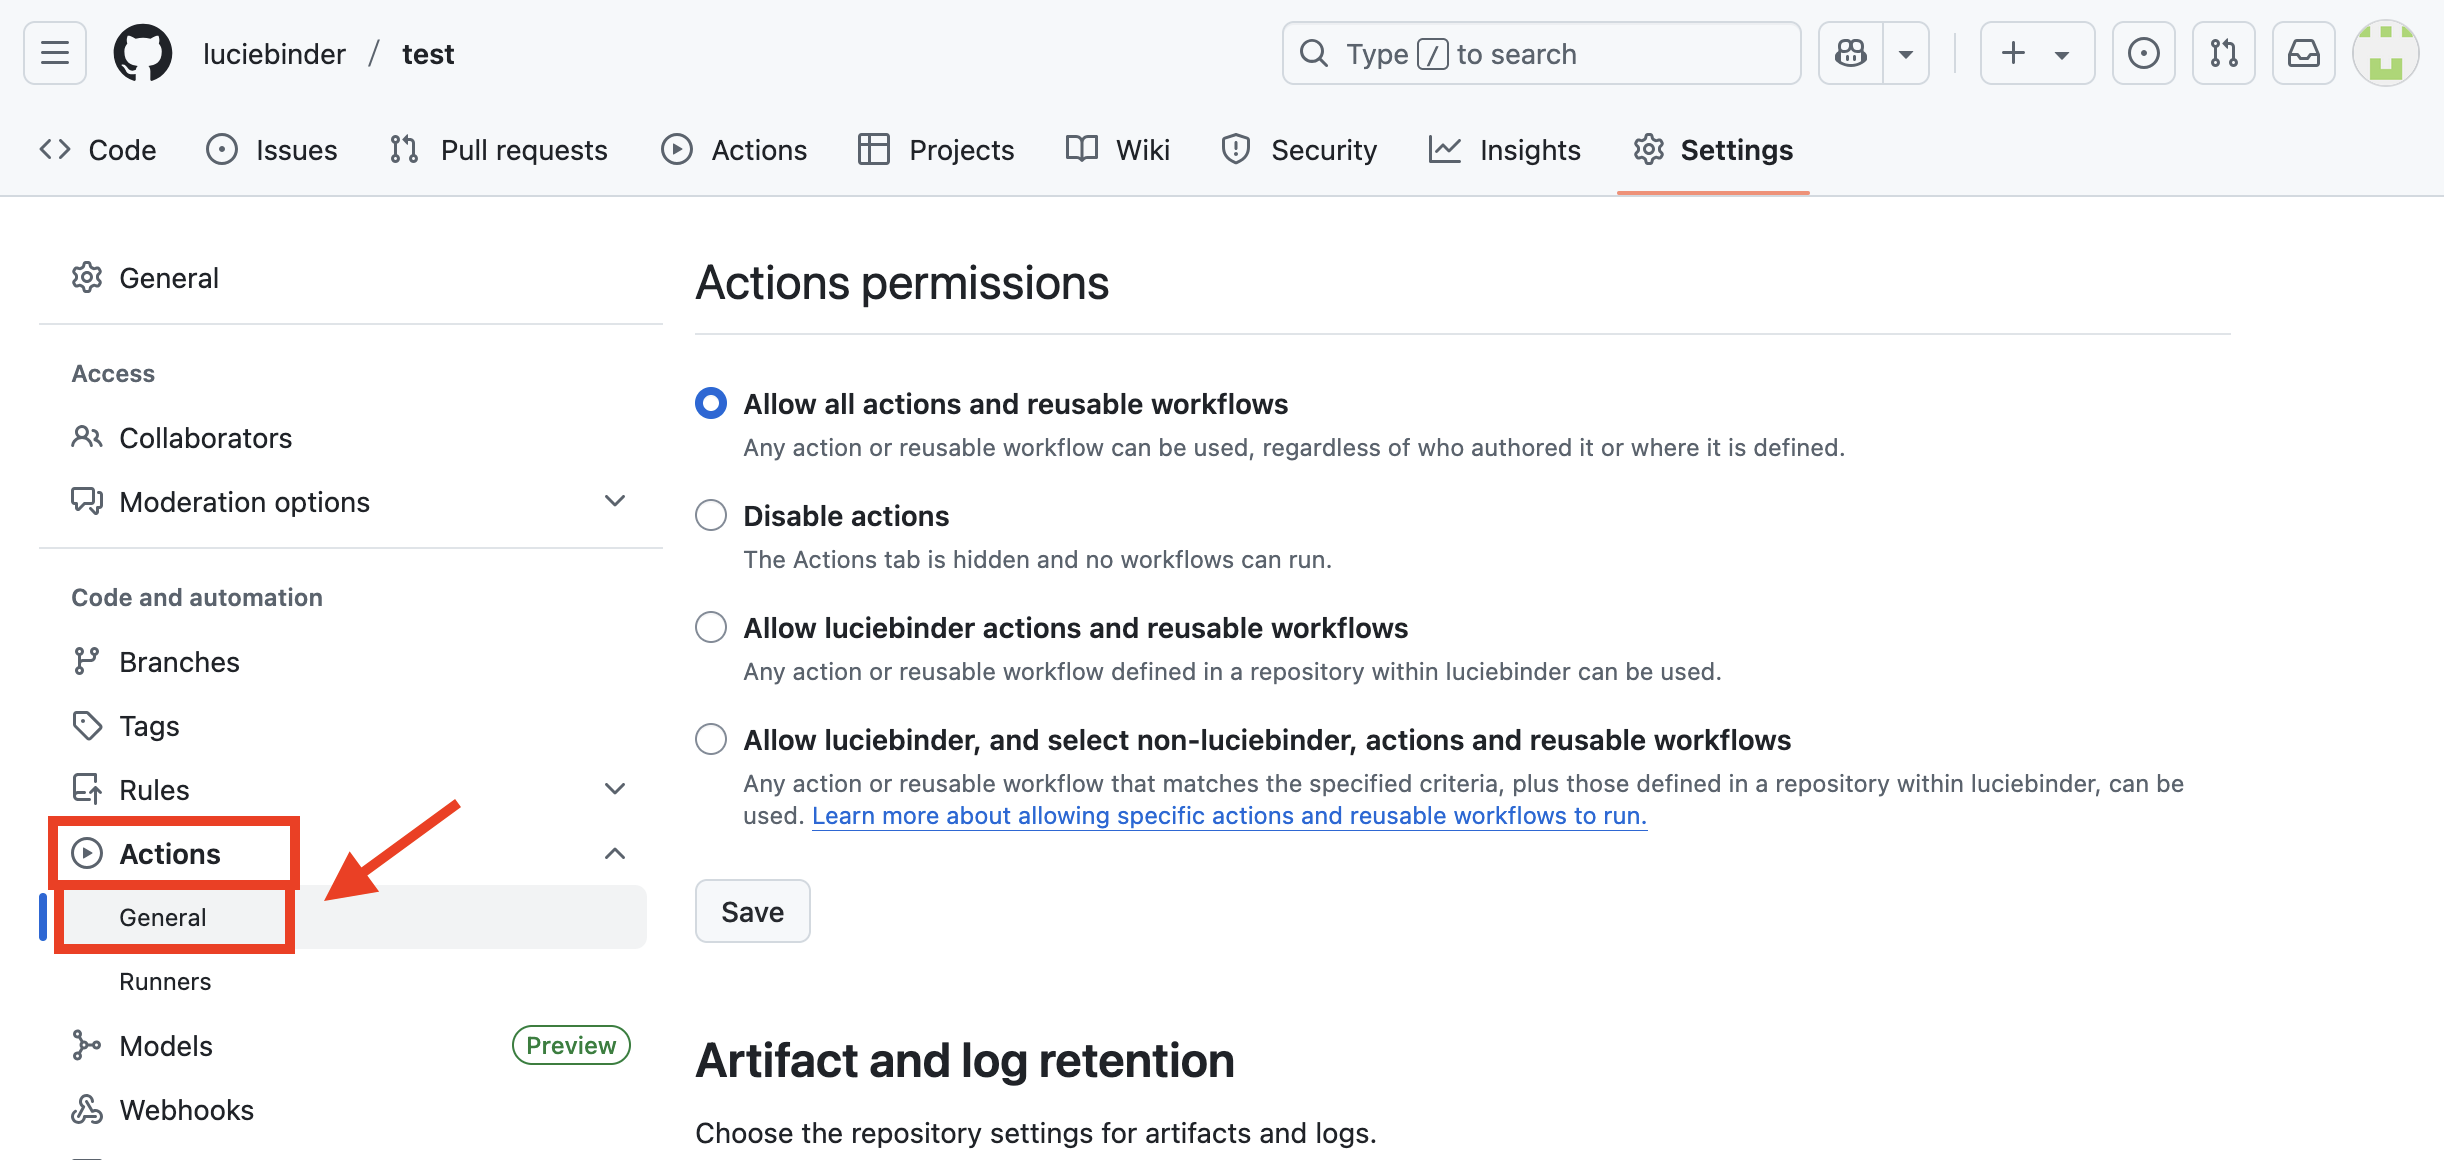 luciebinder / test
Type / to search
Code
Issues
Pull requests
Actions
Projects
Wiki
Security
Insights
Settings
General
Access
Collaborators
Moderation options
Code and automation
Branches
Tags
Rules
Actions
General
Runners
Models
Preview
Webhooks
Actions permissions
Allow all actions and reusable workflows
Any action or reusable workflow can be used, regardless of who authored it or where it is defined.
Disable actions
The Actions tab is hidden and no workflows can run.
Allow luciebinder actions and reusable workflows
Any action or reusable workflow defined in a repository within luciebinder can be used.
Allow luciebinder, and select non-luciebinder, actions and reusable workflows
Any action or reusable workflow that matches the specified criteria, plus those defined in a repository within luciebinder, can be
used. Learn more about allowing specific actions and reusable workflows to run.
Save
Artifact and log retention
Choose the repository settings for artifacts and logs.